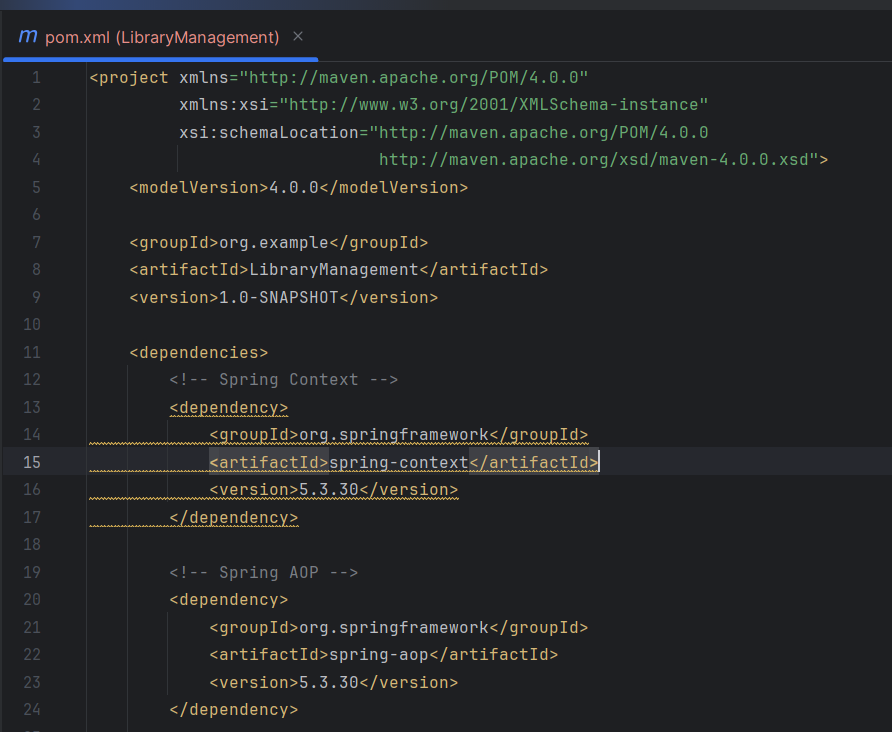 m pom.xml (LibraryManagement) ×
1 <project xmlns="http://maven.apache.org/POM/4.0.0"
2 xmlns:xsi="http://www.w3.org/2001/XMLSchema-instance"
3 xsi:schemaLocation="http://maven.apache.org/POM/4.0.0
4 http://maven.apache.org/xsd/maven-4.0.0.xsd">
5 <modelVersion>4.0.0</modelVersion>
6
7 <groupId>org.example</groupId>
8 <artifactId>LibraryManagement</artifactId>
9 <version>1.0-SNAPSHOT</version>
10
11 <dependencies>
12 <!-- Spring Context -->
13 <dependency>
14 <groupId>org.springframework</groupId>
15 <artifactId>spring-context</artifactId>
16 <version>5.3.30</version>
17 </dependency>
18
19 <!-- Spring AOP -->
20 <dependency>
21 <groupId>org.springframework</groupId>
22 <artifactId>spring-aop</artifactId>
23 <version>5.3.30</version>
24 </dependency>